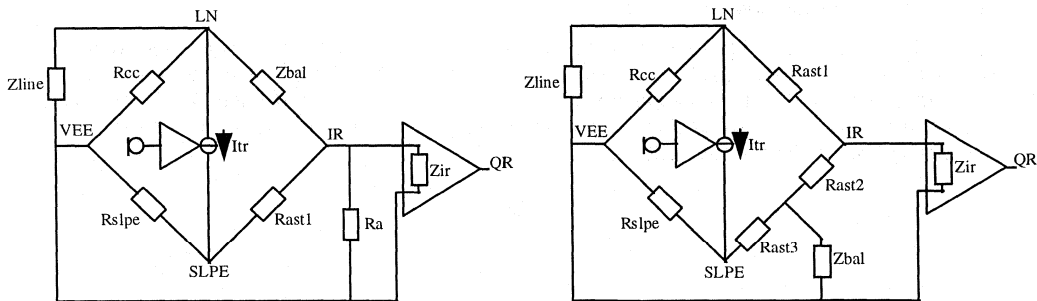 LN
Rcc
Zbal
Zline
VEE
Itr
IR
Zir
QR
Rslpe
Rast1
Ra
SLPE
LN
Rcc
Rast1
Zline
VEE
Itr
IR
Zir
QR
Rast2
Rslpe
Rast3
Zbal
SLPE